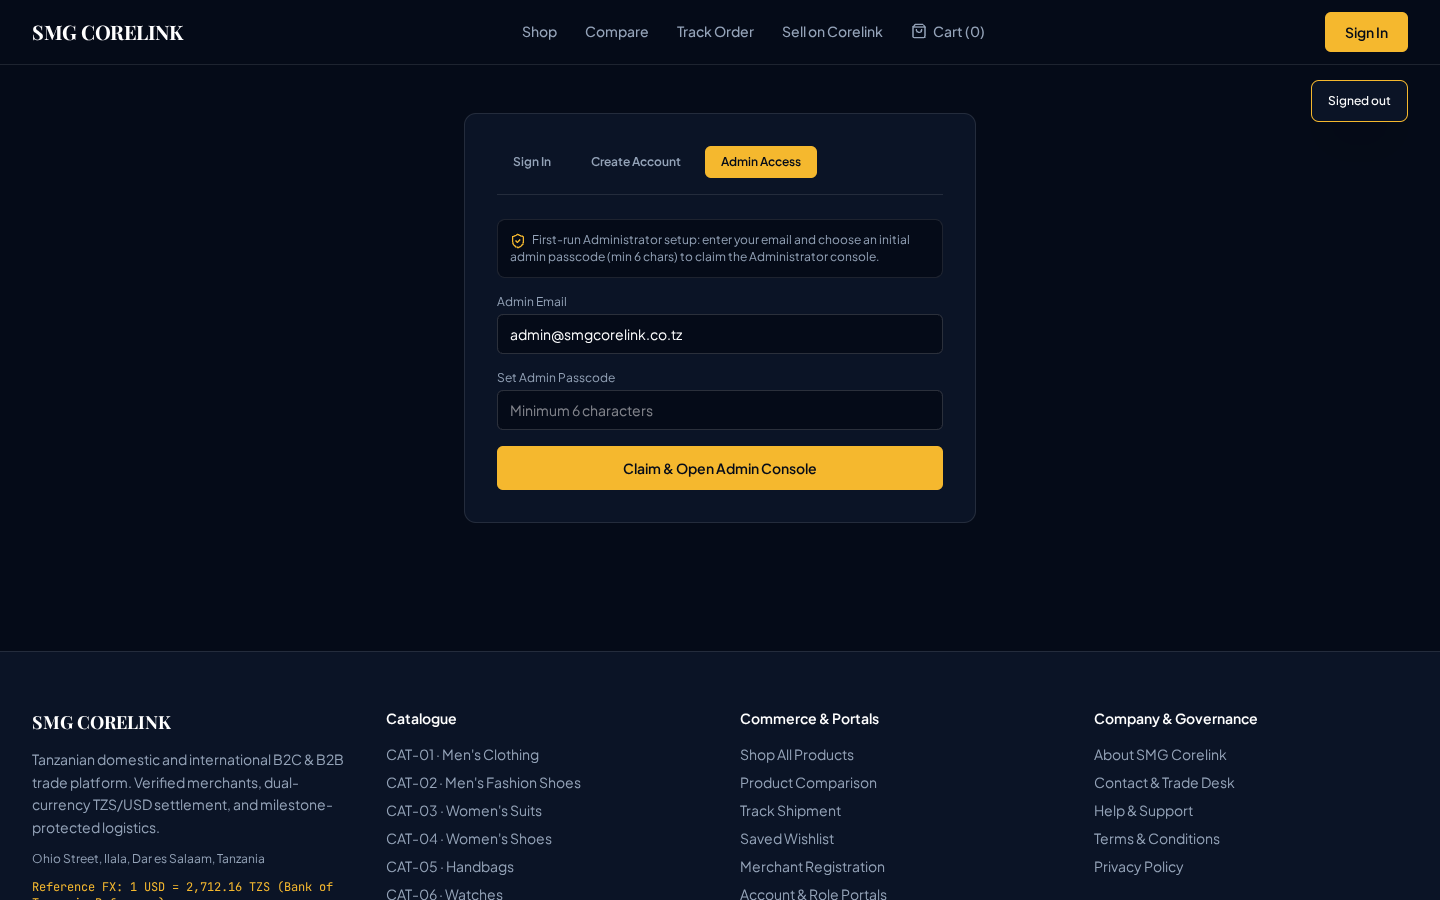 SMG CORELINK
Shop
Compare
Track Order
Sell on Corelink
Cart (0)
Sign In
Signed out
Sign In
Create Account
Admin Access
First-run Administrator setup: enter your email and choose an initial
admin passcode (min 6 chars) to claim the Administrator console.
Admin Email
admin@smgcorelink.co.tz
Set Admin Passcode
Minimum 6 characters
Claim & Open Admin Console
SMG CORELINK
Tanzanian domestic and international B2C & B2B
trade platform. Verified merchants, dual-
currency TZS/USD settlement, and milestone-
protected logistics.
Ohio Street, Ilala, Dar es Salaam, Tanzania
Reference FX: 1 USD = 2,712.16 TZS (Bank of
Catalogue
CAT-01 · Men's Clothing
CAT-02 · Men's Fashion Shoes
CAT-03 · Women's Suits
CAT-04 · Women's Shoes
CAT-05 · Handbags
CAT-06 · Watches
Commerce & Portals
Shop All Products
Product Comparison
Track Shipment
Saved Wishlist
Merchant Registration
Account & Role Portals
Company & Governance
About SMG Corelink
Contact & Trade Desk
Help & Support
Terms & Conditions
Privacy Policy